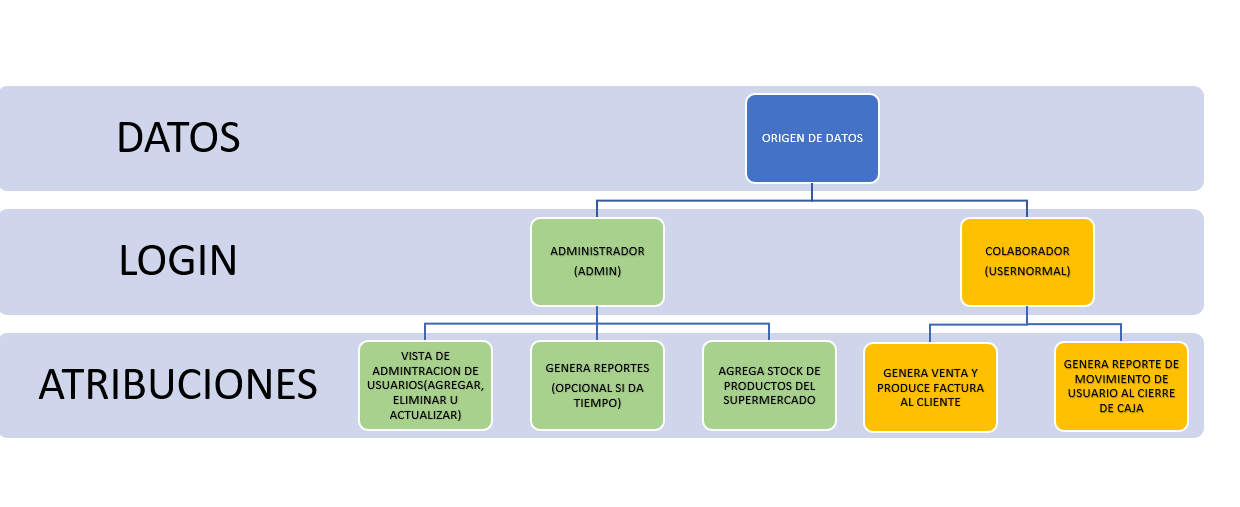 DATOS
ORIGEN DE DATOS
LOGIN
ADMINISTRADOR
(ADMIN)
COLABORADOR
(USERNORMAL)
ATRIBUCIONES
VISTA DE
ADMINTRACION DE
USUARIOS(AGREGAR,
ELIMINAR U
ACTUALIZAR)
GENERA REPORTES
(OPCIONAL SI DA
TIEMPO)
AGREGA STOCK DE
PRODUCTOS DEL
SUPERMERCADO
GENERA VENTA Y
PRODUCE FACTURA
AL CLIENTE
GENERA REPORTE DE
MOVIMIENTO DE
USUARIO AL CIERRE
DE CAJA